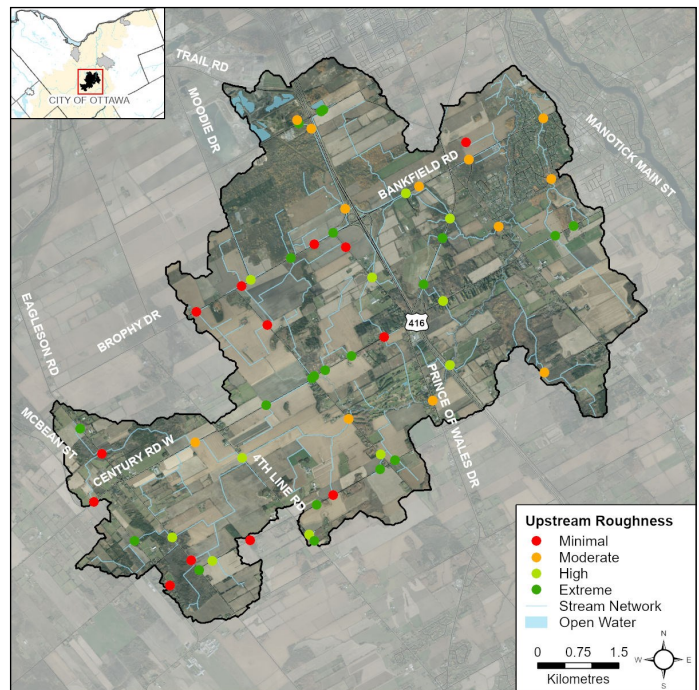 CITY OF OTTAWA
TRAIL RD
MOODIE DR
MANOTICK MAIN ST
BANKFIELD RD
EAGLESON RD
BROPHY DR
416
PRINCE OF WALES DR
MCBEAN ST
CENTURY RD W
4TH LINE RD
Upstream Roughness
Minimal
Moderate
High
Extreme
Stream Network
Open Water
N
W E
S
0 0.75 1.5
Kilometres